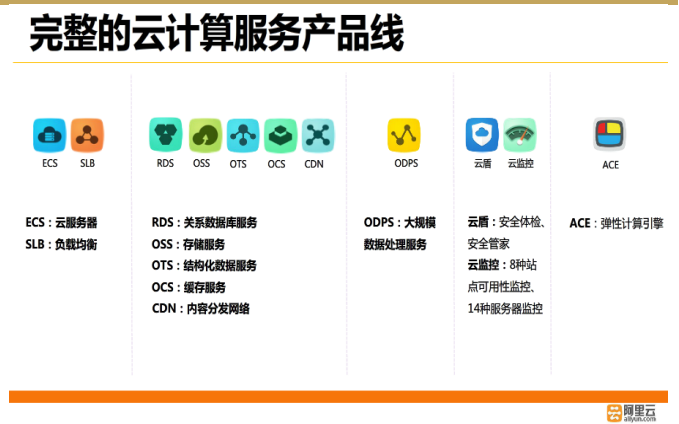 完整的云计算服务产品线
ECS SLB
RDS OSS OTS OCS CDN
ODPS
云盾 云监控
ACE
ECS：云服务器
SLB：负载均衡
RDS：关系数据库服务
OSS：存储服务
OTS：结构化数据服务
OCS：缓存服务
CDN：内容分发网络
ODPS：大规模
数据处理服务
云盾：安全体检、
安全管家
云监控：8种站
点可用性监控、
14种服务器监控
ACE：弹性计算引擎
阿里云
aliyun.com